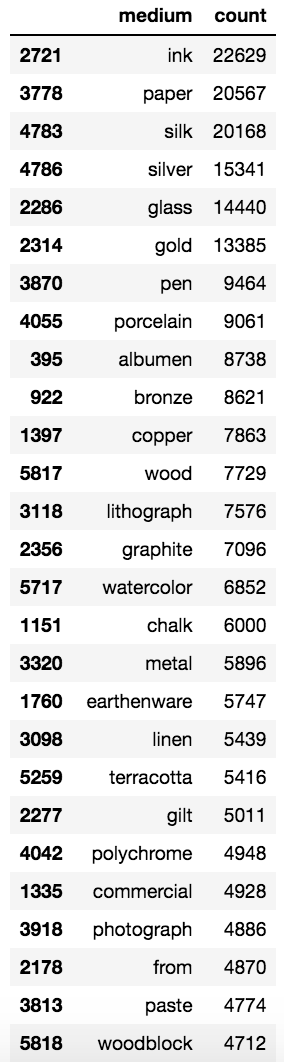 medium count
2721 ink 22629
3778 paper 20567
4783 silk 20168
4786 silver 15341
2286 glass 14440
2314 gold 13385
3870 pen 9464
4055 porcelain 9061
395 albumen 8738
922 bronze 8621
1397 copper 7863
5817 wood 7729
3118 lithograph 7576
2356 graphite 7096
5717 watercolor 6852
1151 chalk 6000
3320 metal 5896
1760 earthenware 5747
3098 linen 5439
5259 terracotta 5416
2277 gilt 5011
4042 polychrome 4948
1335 commercial 4928
3918 photograph 4886
2178 from 4870
3813 paste 4774
5818 woodblock 4712